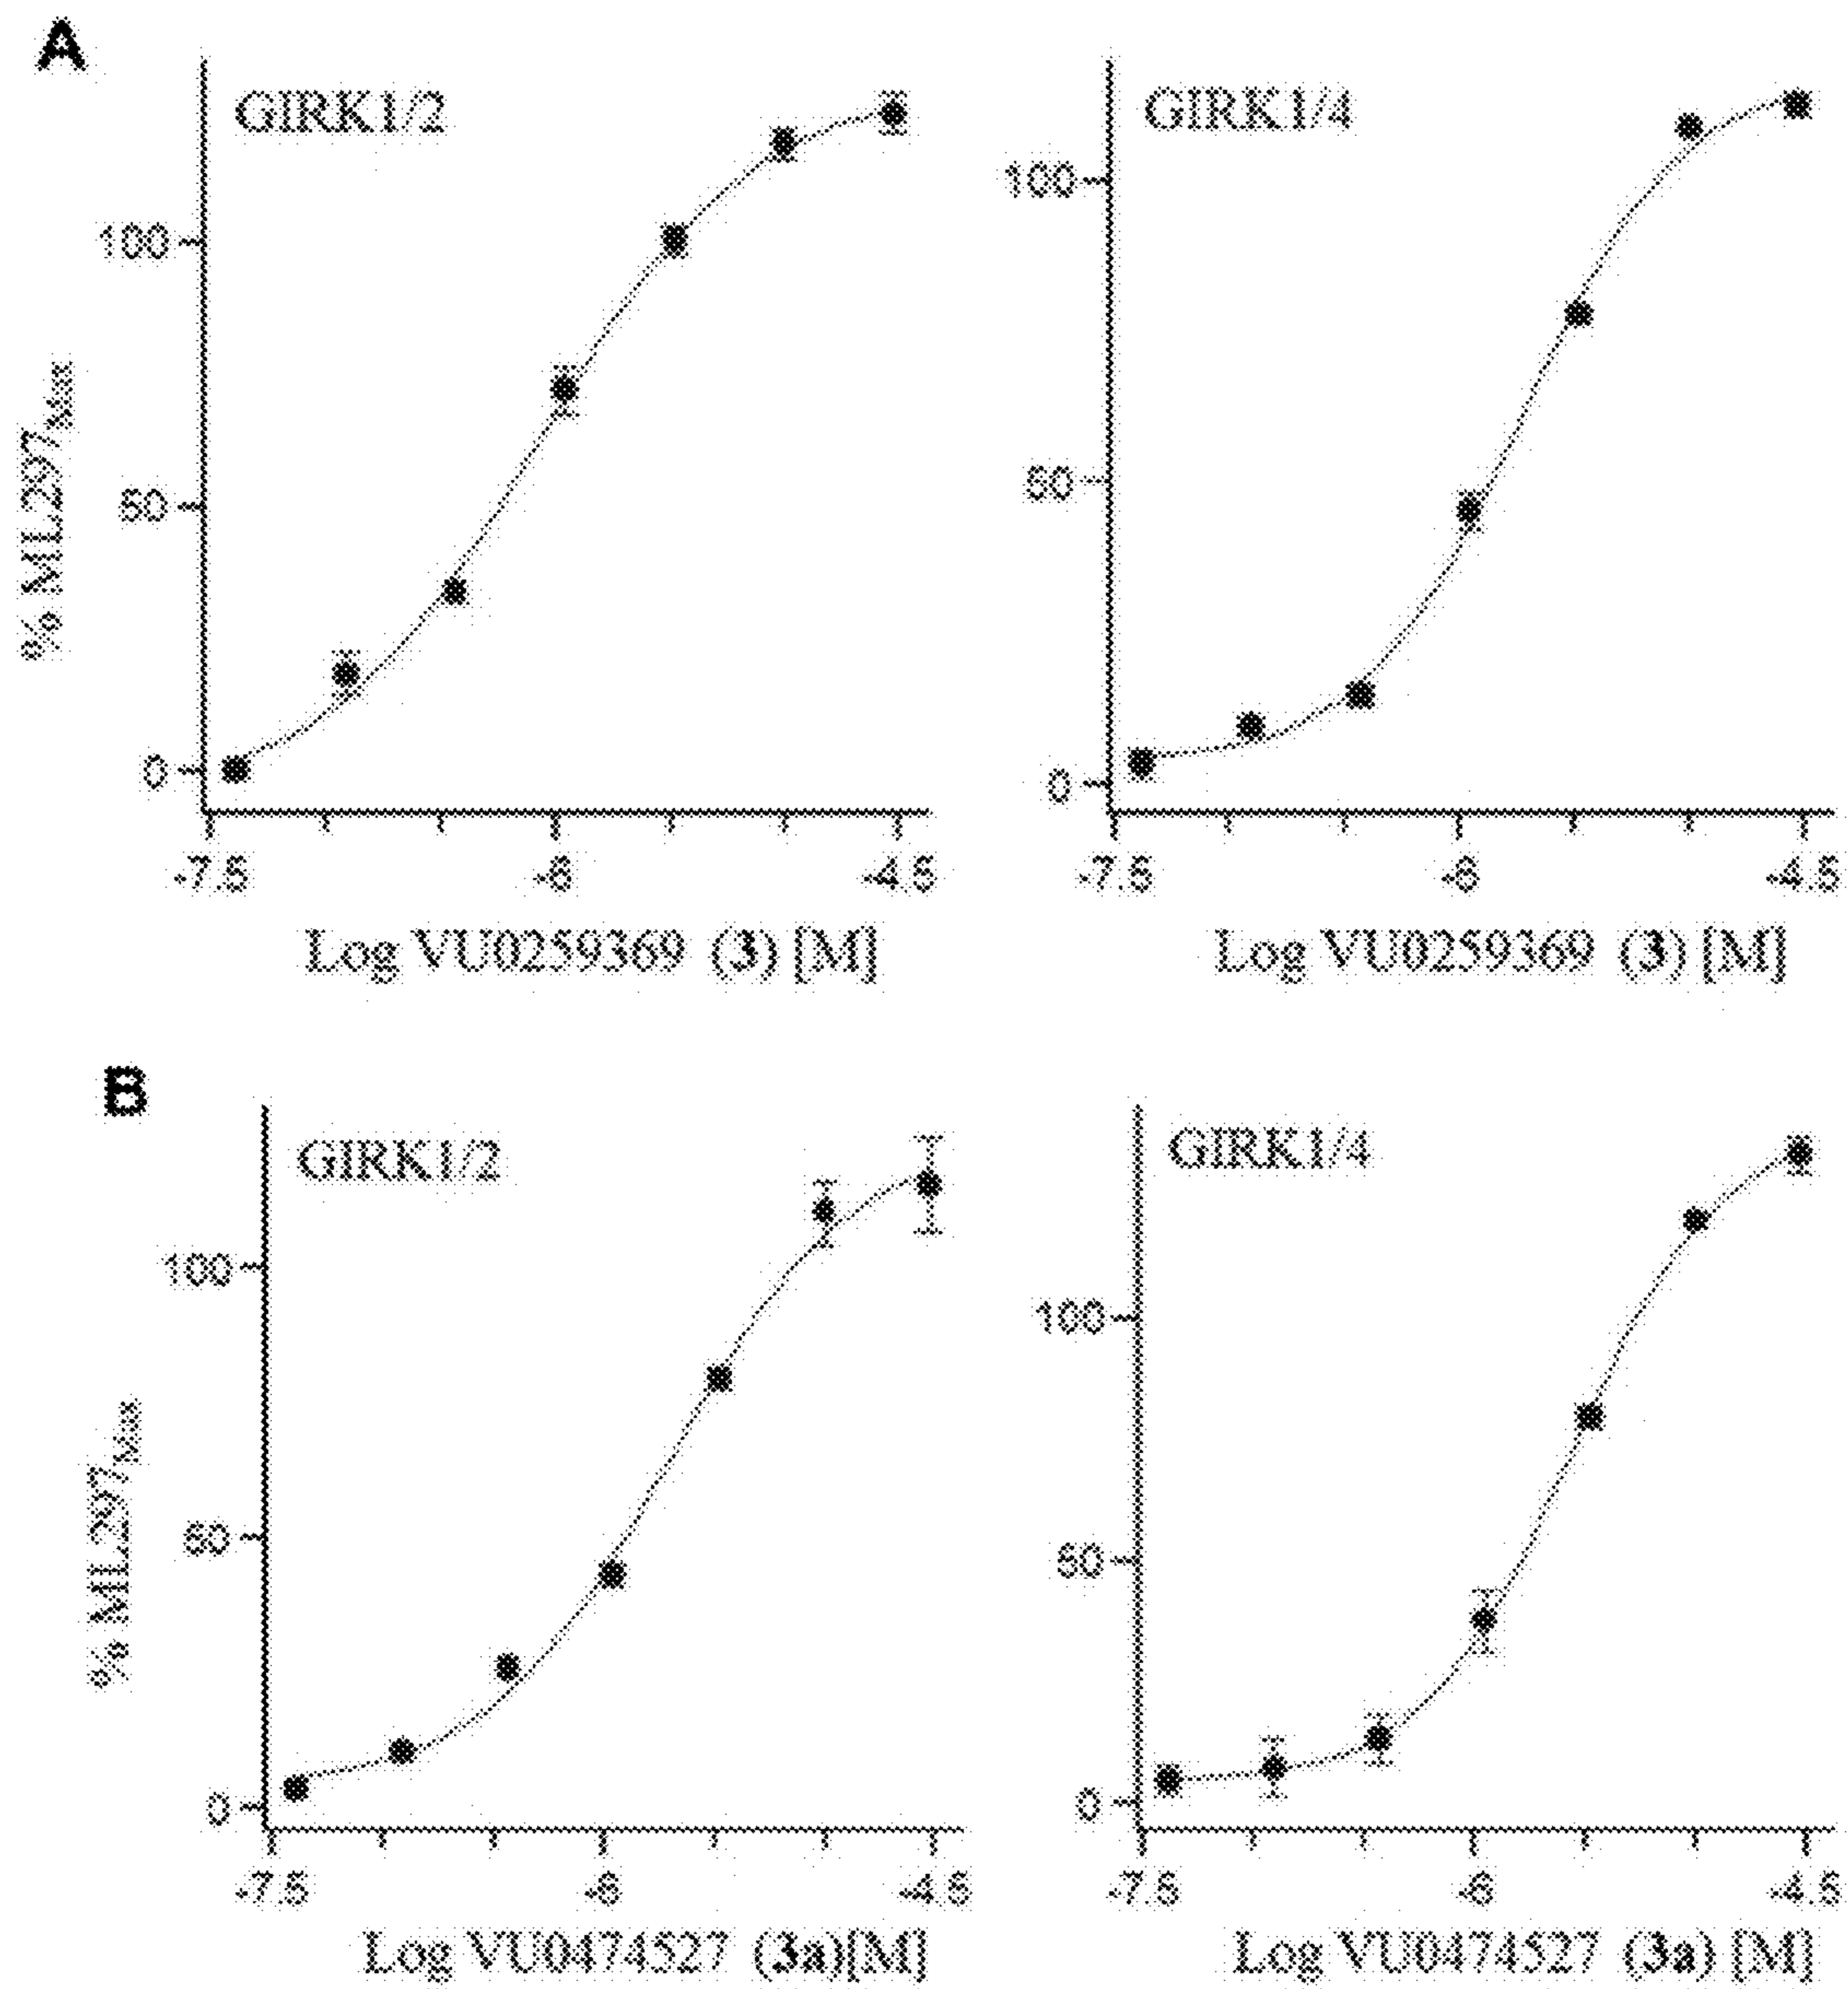 A
GIRK1/2
100
50
0
% ML297Max
-7.5
-6
-4.5
Log VU0259369 (3) [M]
GIRK1/4
100
50
0
-7.5
-6
-4.5
Log VU0259369 (3) [M]
B
GIRK1/2
100
50
0
% ML297Max
-7.5
-6
-4.5
Log VU0474527 (3a)[M]
GIRK1/4
100
50
0
-7.5
-6
-4.5
Log VU0474527 (3a) [M]